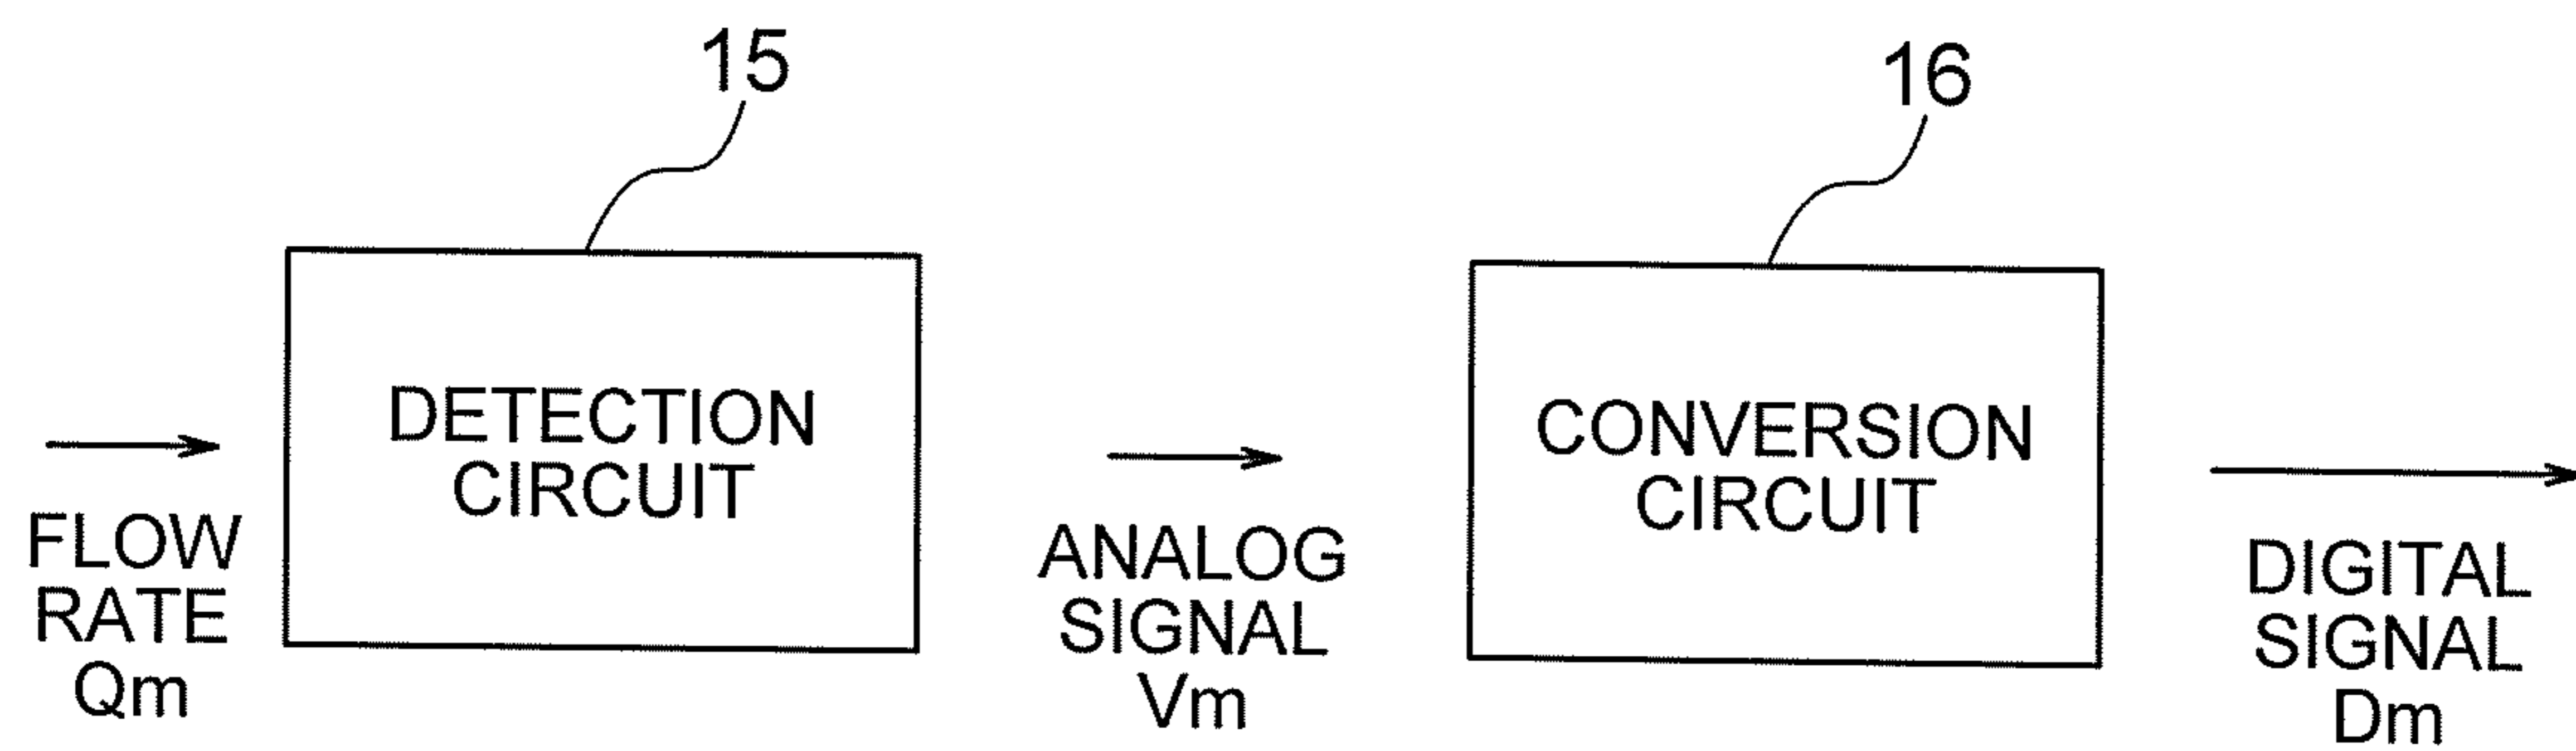 15
16
DETECTION
CIRCUIT
CONVERSION
CIRCUIT
FLOW
RATE
Qm
ANALOG
SIGNAL
Vm
DIGITAL
SIGNAL
Dm